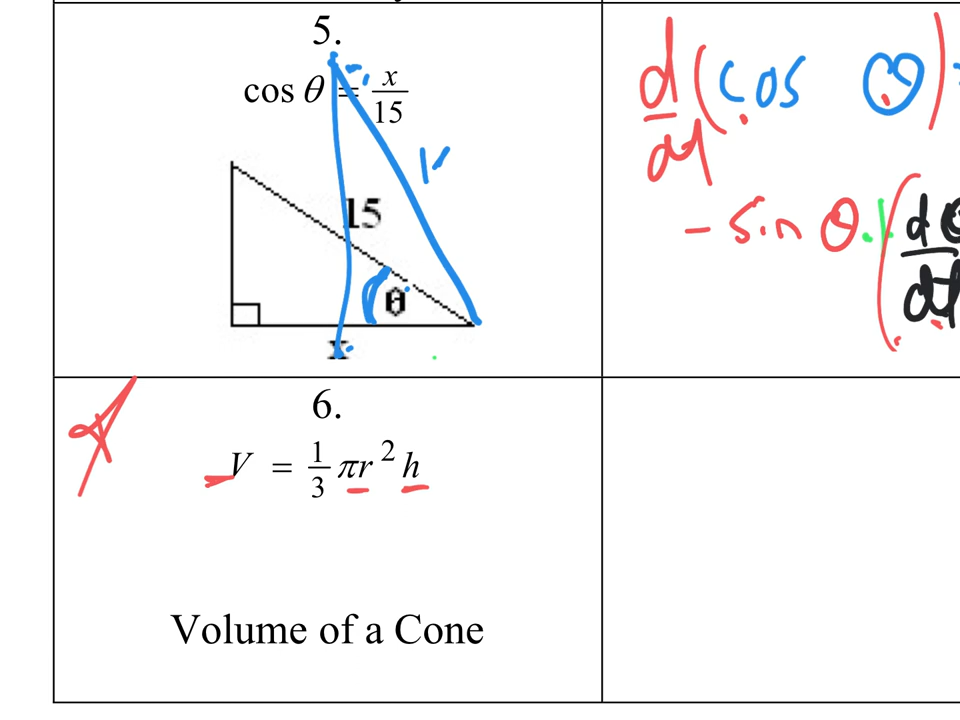 5.
cos θ = x/15
15
θ
x
d/dt (cos θ) =
- sin θ . (dθ/dt
6.
V = 1/3 πr² h
Volume of a Cone